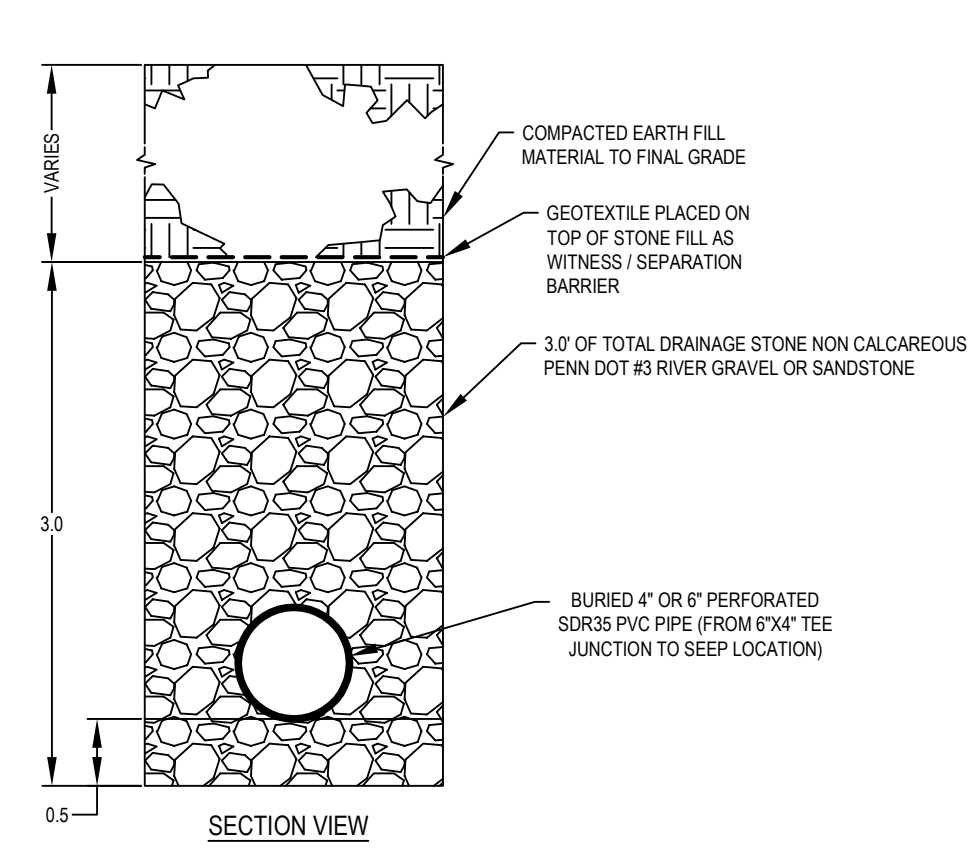 VARIES
COMPACTED EARTH FILL
MATERIAL TO FINAL GRADE
GEOTEXTILE PLACED ON
TOP OF STONE FILL AS
WITNESS / SEPARATION
BARRIER
3.0' OF TOTAL DRAINAGE STONE NON CALCAREOUS
PENN DOT #3 RIVER GRAVEL OR SANDSTONE
3.0
BURIED 4" OR 6" PERFORATED
SDR35 PVC PIPE (FROM 6"X4" TEE
JUNCTION TO SEEP LOCATION)
0.5
SECTION VIEW